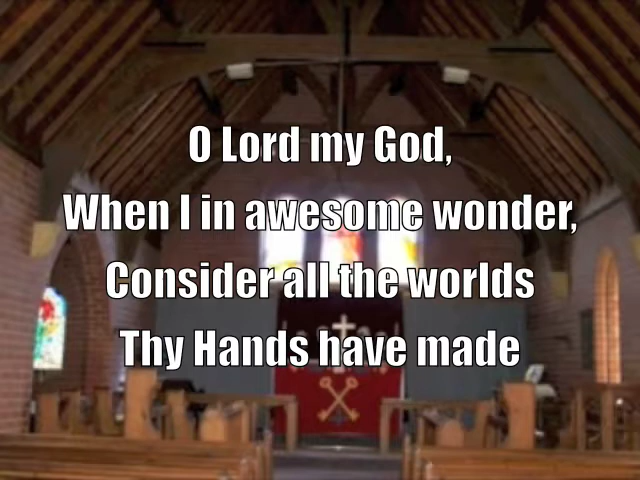 O Lord my God,
When I in awesome wonder,
Consider all the worlds
Thy Hands have made